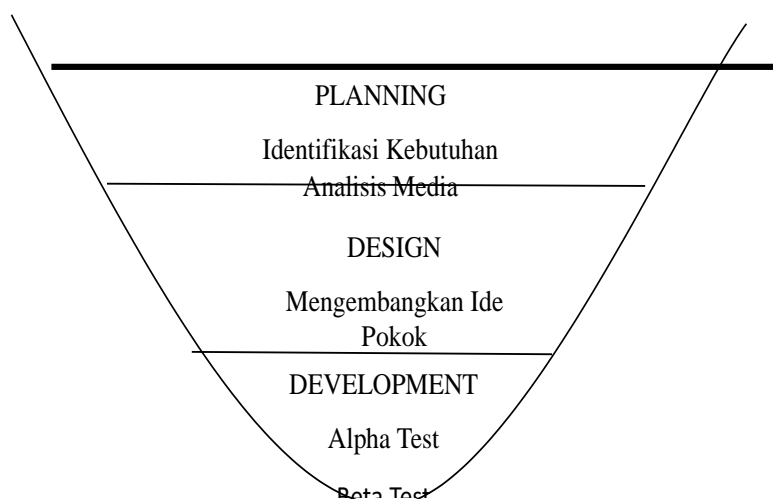 PLANNING
Identifikasi Kebutuhan
Analisis Media
DESIGN
Mengembangkan Ide
Pokok
DEVELOPMENT
Alpha Test
Beta Test